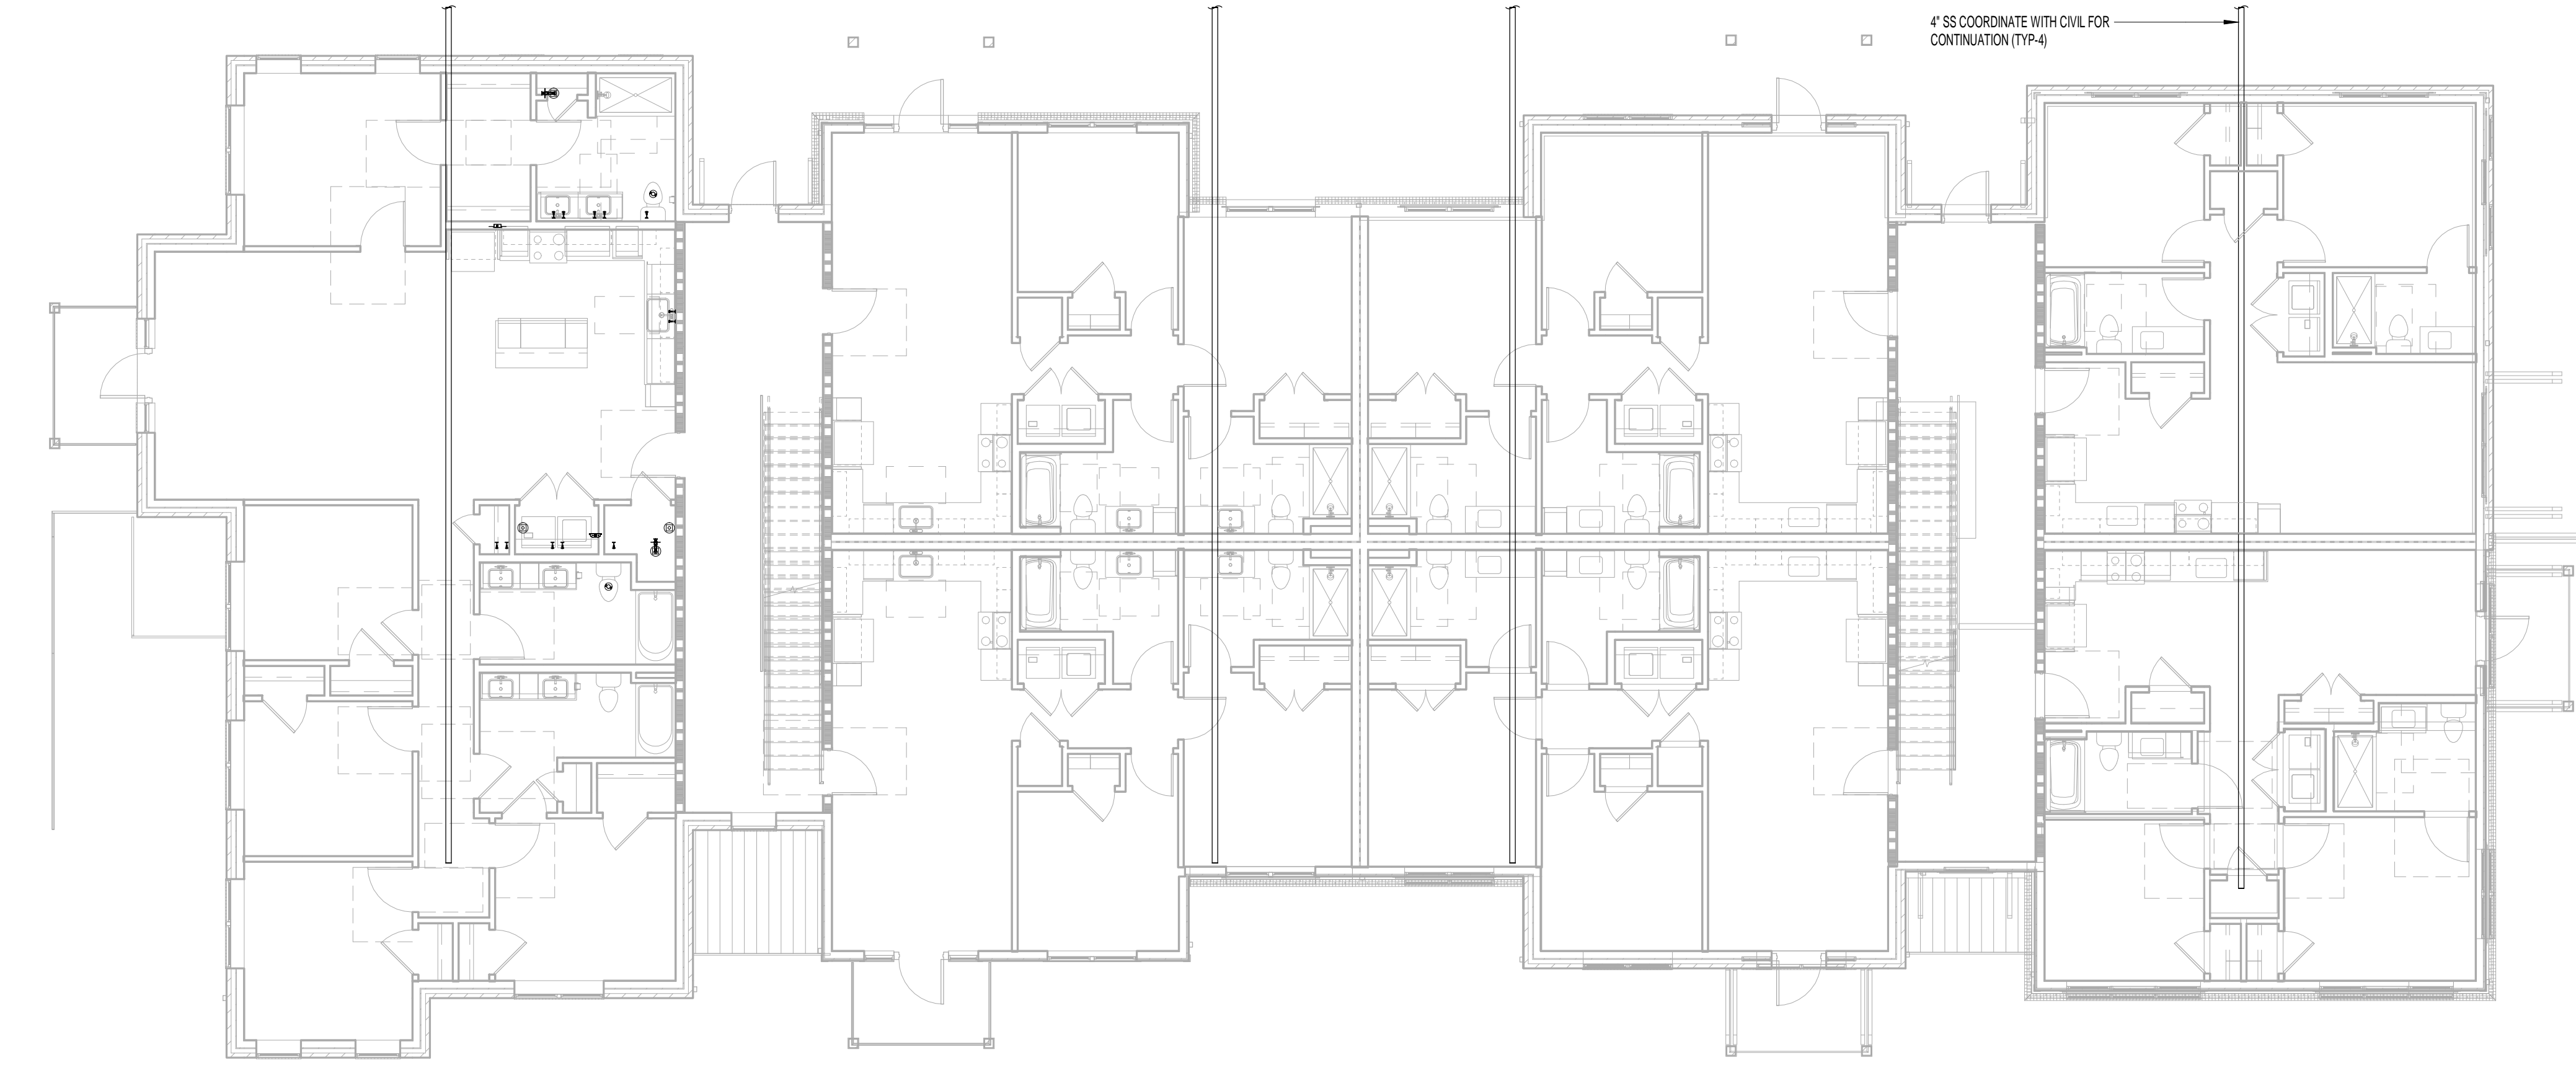 4" SS COORDINATE WITH CIVIL FOR
CONTINUATION (TYP-4)